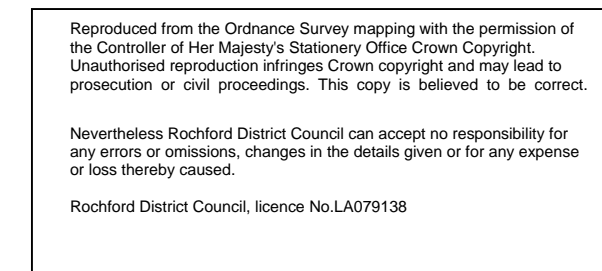 Reproduced from the Ordnance Survey mapping with the permission of
the Controller of Her Majesty's Stationery Office Crown Copyright.
Unauthorised reproduction infringes Crown copyright and may lead to
prosecution or civil proceedings. This copy is believed to be correct.
Nevertheless Rochford District Council can accept no responsibility for
any errors or omissions, changes in the details given or for any expense
or loss thereby caused.
Rochford District Council, licence No.LA079138